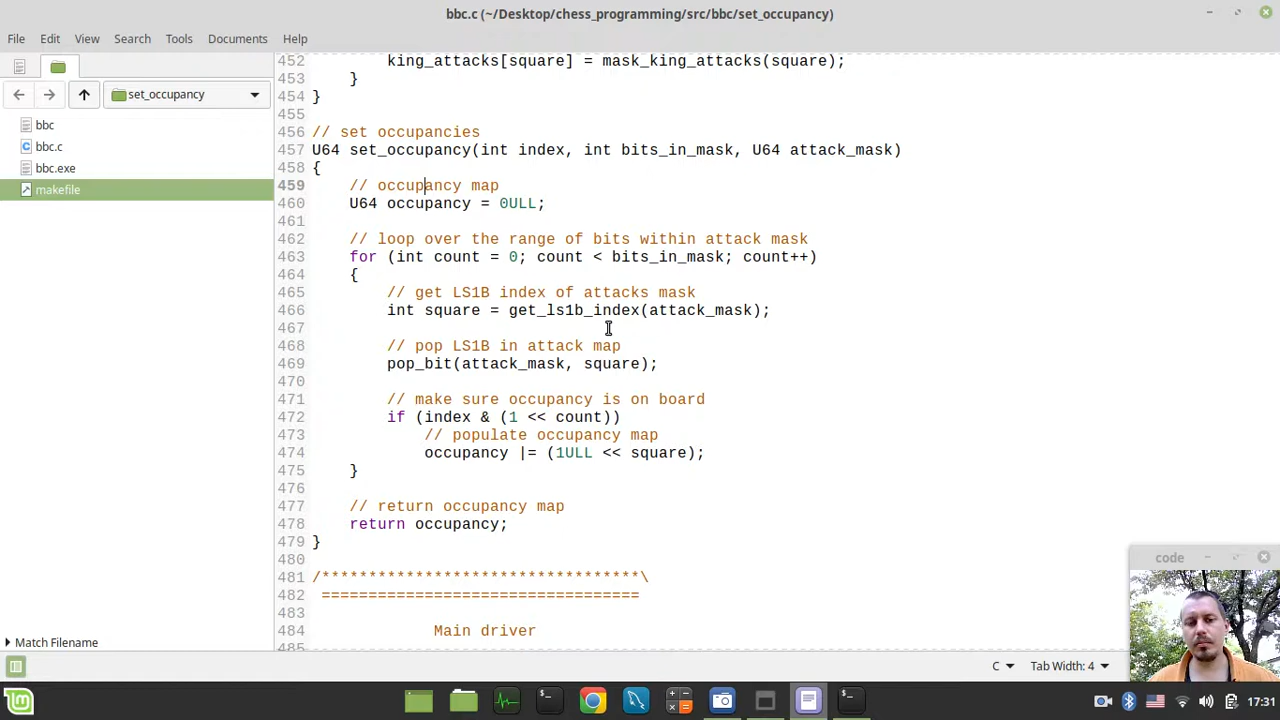 bbc.c (~/Desktop/chess_programming/src/bbc/set_occupancy)
File Edit View Search Tools Documents Help
set_occupancy
bbc
bbc.c
bbc.exe
makefile
Match Filename
452 king_attacks[square] = mask_king_attacks(square);
453 }
454 }
455
456 // set occupancies
457 U64 set_occupancy(int index, int bits_in_mask, U64 attack_mask)
458 {
459 // occupancy map
460 U64 occupancy = 0ULL;
461
462 // loop over the range of bits within attack mask
463 for (int count = 0; count < bits_in_mask; count++)
464 {
465 // get LS1B index of attacks mask
466 int square = get_ls1b_index(attack_mask);
467
468 // pop LS1B in attack map
469 pop_bit(attack_mask, square);
470
471 // make sure occupancy is on board
472 if (index & (1 << count))
473 // populate occupancy map
474 occupancy |= (1ULL << square);
475 }
476
477 // return occupancy map
478 return occupancy;
479 }
480
481 /**********************************\
482 ==================================
483
484 Main driver
485
code
C Tab Width: 4
17:31